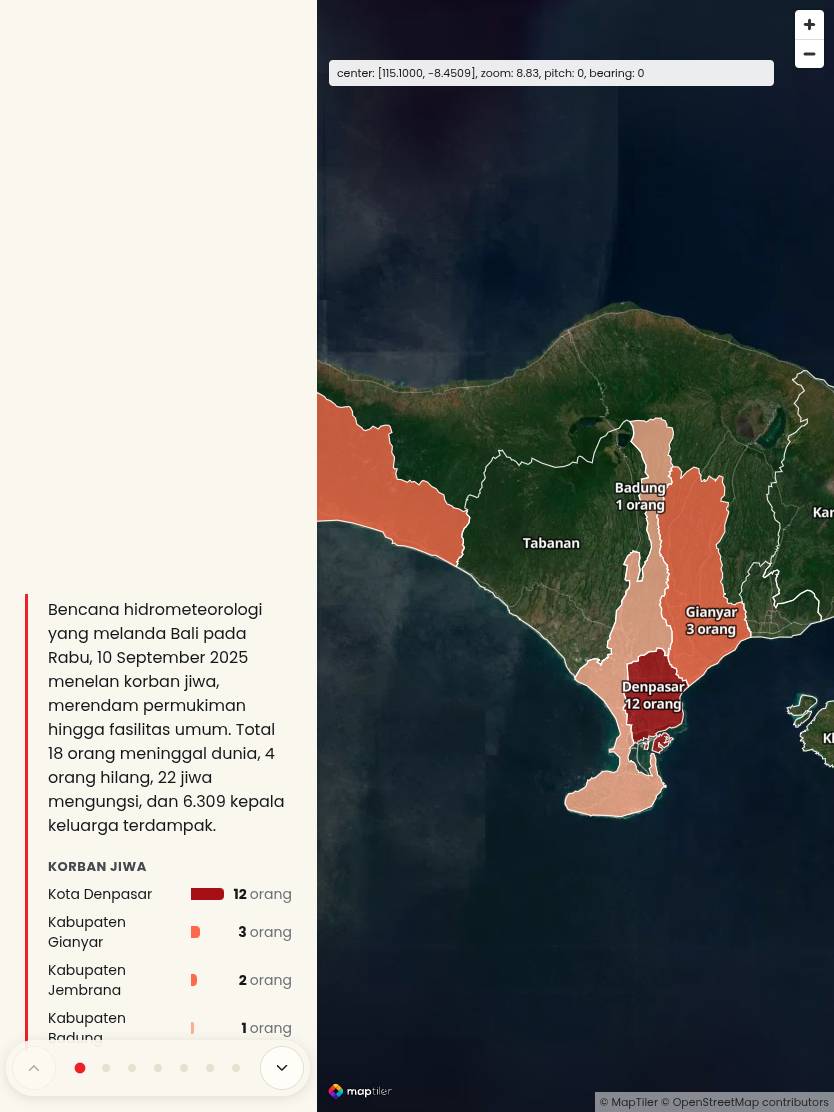 center: [115.1000, -8.4509], zoom: 8.83, pitch: 0, bearing: 0
Badung
1 orang
Tabanan
Kar
Gianyar
3 orang
Denpasar
12 orang
Kl
Bencana hidrometeorologi
yang melanda Bali pada
Rabu, 10 September 2025
menelan korban jiwa,
merendam permukiman
hingga fasilitas umum. Total
18 orang meninggal dunia, 4
orang hilang, 22 jiwa
mengungsi, dan 6.309 kepala
keluarga terdampak.
KORBAN JIWA
Kota Denpasar 12 orang
Kabupaten
Gianyar 3 orang
Kabupaten
Jembrana 2 orang
Kabupaten
Badung 1 orang
maptiler
© MapTiler © OpenStreetMap contributors